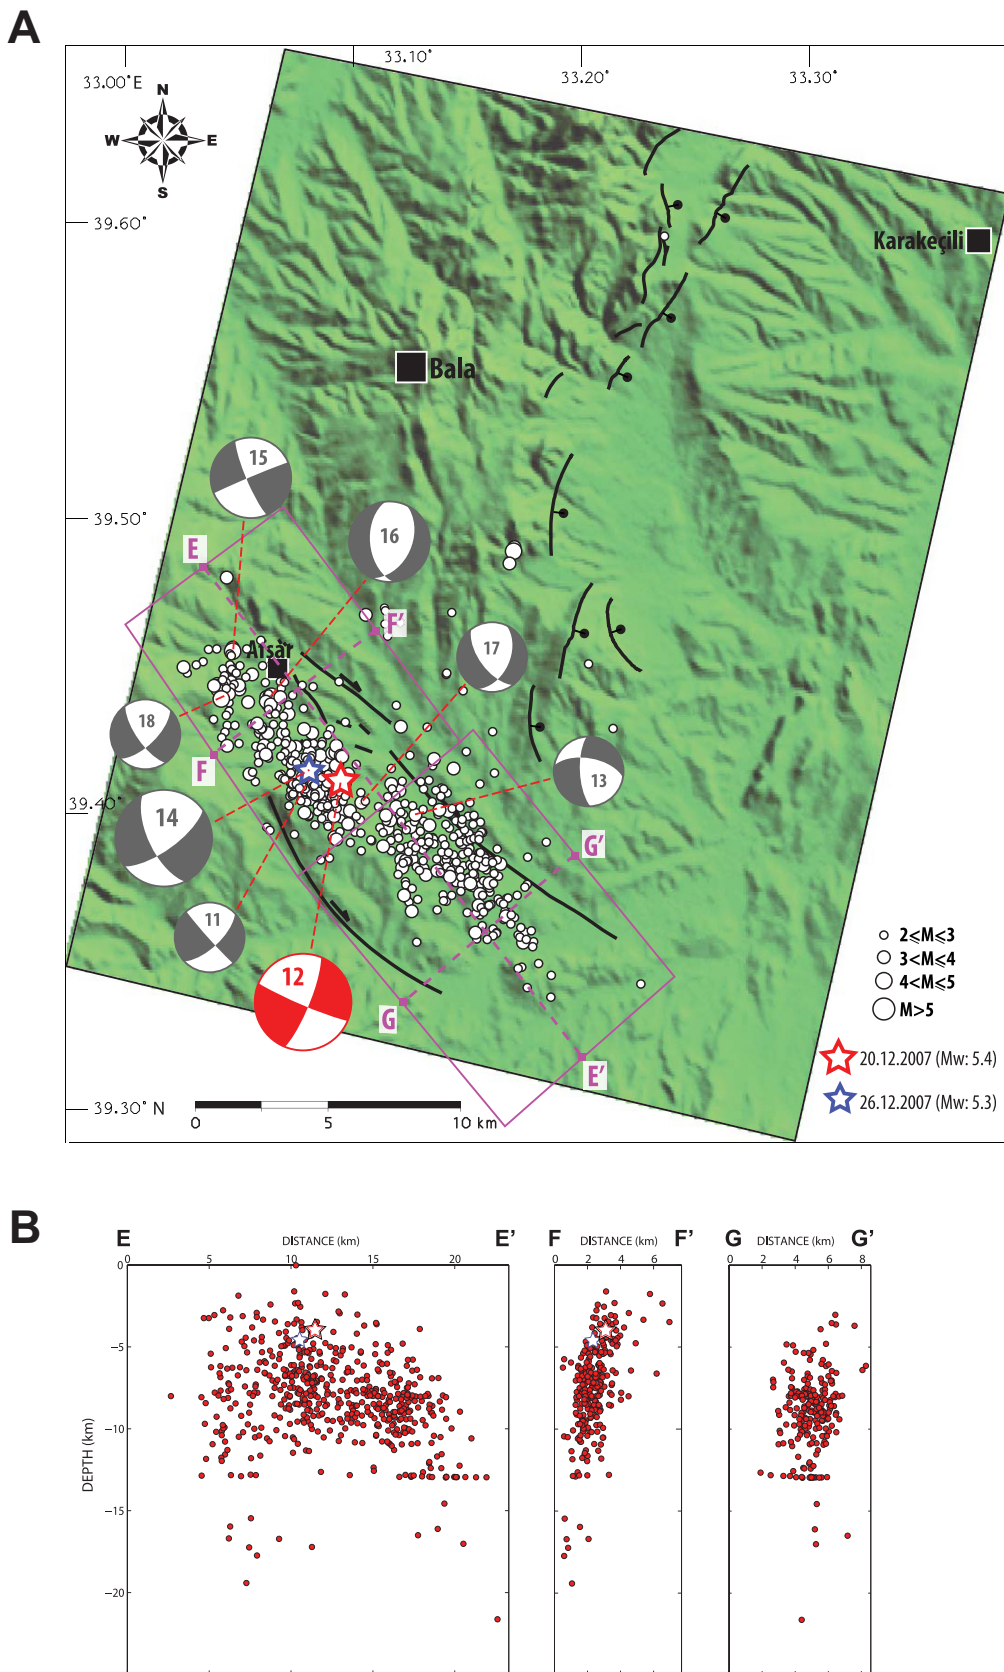 A
33.00°E
33.10°
33.20°
33.30°
N
W E
S
39.60°
Karakeçili
Bala
15
39.50°
16
E
F'
17
Afsar
18
F
13
39.40°
14
G'
11
2⩽M⩽3
3<M⩽4
4<M⩽5
M>5
12
G
20.12.2007 (Mw: 5.4)
E'
26.12.2007 (Mw: 5.3)
39.30° N
0 5 10 km
B
E DISTANCE (km) E'
0 5 10 15 20
F DISTANCE (km) F'
0 2 4 6
G DISTANCE (km) G'
0 2 4 6 8
DEPTH (km)
0
−5
−10
−15
−20